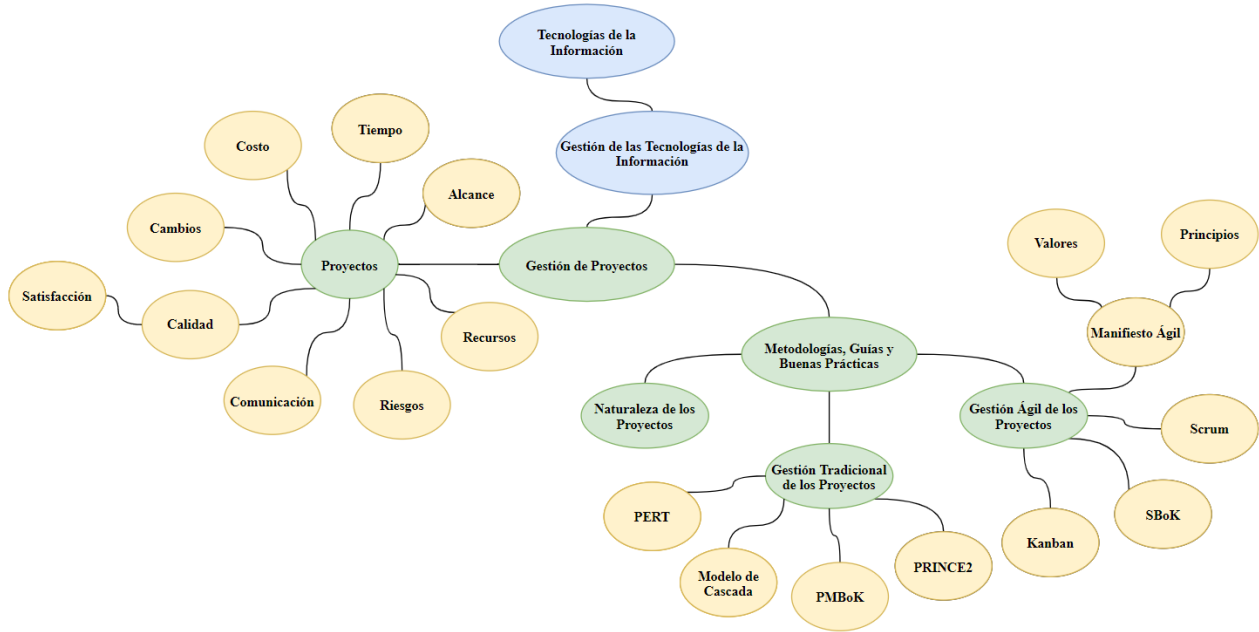 Tecnologías de la
Información
Gestión de las Tecnologías de la
Información
Tiempo
Costo
Alcance
Cambios
Proyectos
Gestión de Proyectos
Satisfacción
Calidad
Recursos
Comunicación
Riesgos
Valores
Principios
Manifiesto Ágil
Metodologías, Guías y
Buenas Prácticas
Naturaleza de los
Proyectos
Gestión Ágil de los
Proyectos
Scrum
Gestión Tradicional
de los Proyectos
PERT
Modelo de
Cascada
PMBoK
PRINCE2
Kanban
SBoK